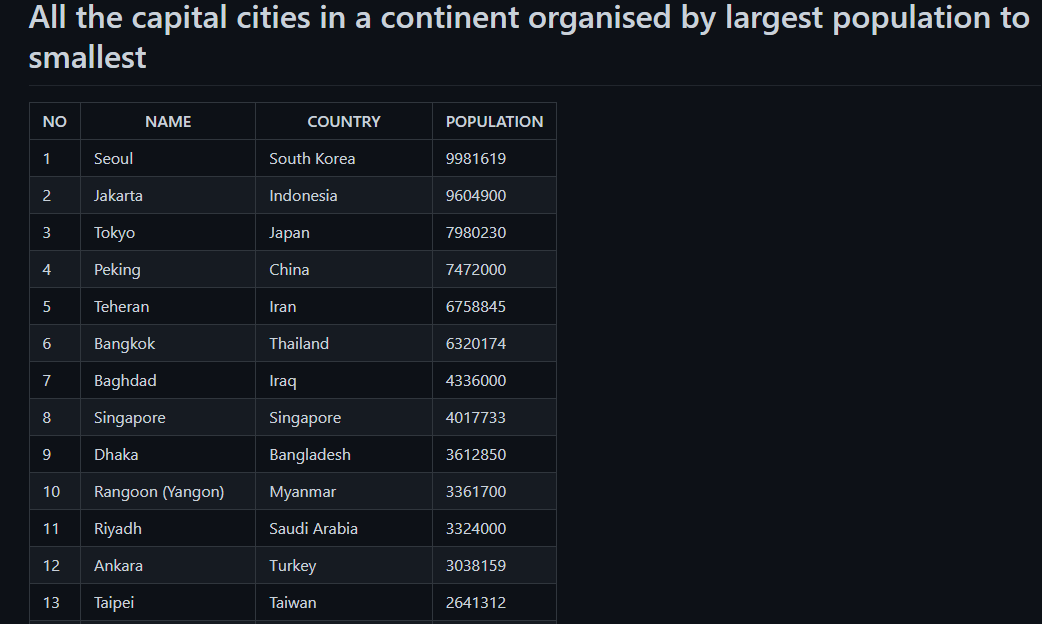 All the capital cities in a continent organised by largest population to
smallest
NO NAME COUNTRY POPULATION
1 Seoul South Korea 9981619
2 Jakarta Indonesia 9604900
3 Tokyo Japan 7980230
4 Peking China 7472000
5 Teheran Iran 6758845
6 Bangkok Thailand 6320174
7 Baghdad Iraq 4336000
8 Singapore Singapore 4017733
9 Dhaka Bangladesh 3612850
10 Rangoon (Yangon) Myanmar 3361700
11 Riyadh Saudi Arabia 3324000
12 Ankara Turkey 3038159
13 Taipei Taiwan 2641312